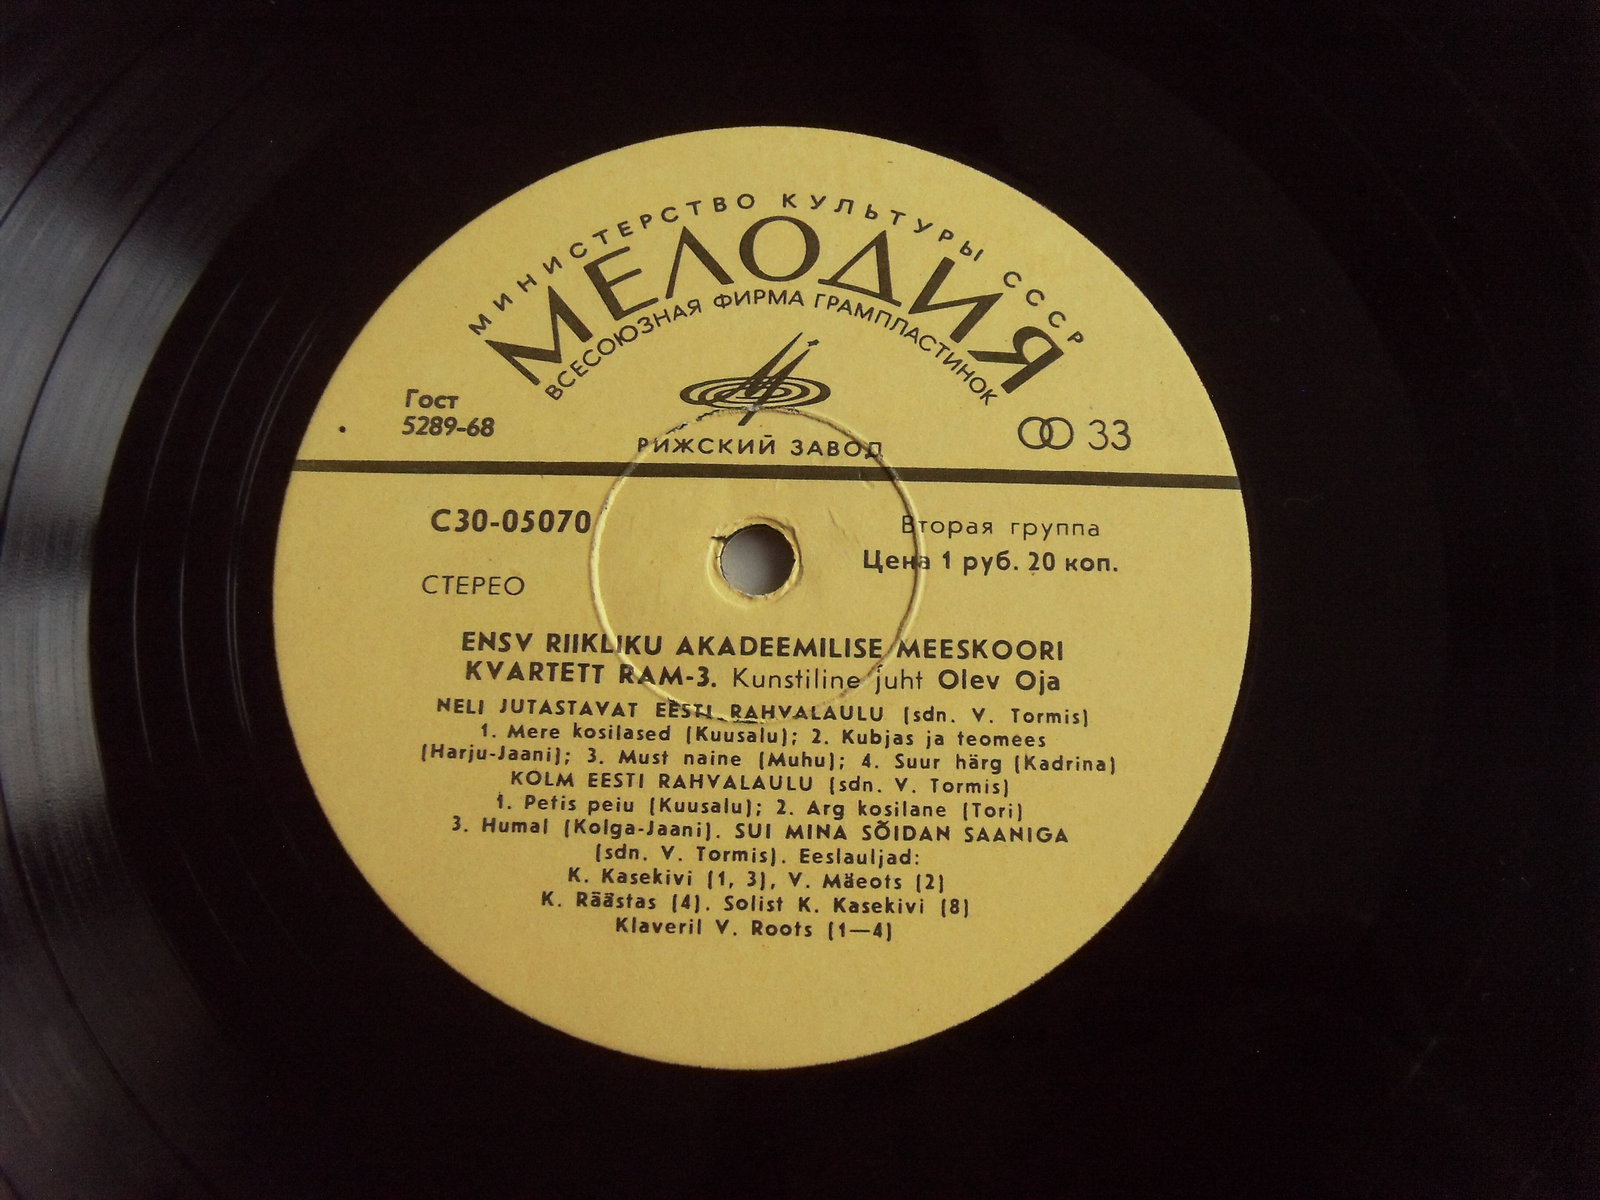 МИНИСТЕРСТВО КУЛЬТУРЫ СССР
МЕЛОДИЯ
ВСЕСОЮЗНАЯ ФИРМА ГРАМПЛАСТИНОК
Гост
5289-68
РИЖСКИЙ ЗАВОД
33
С30-05070
Вторая группа
Цена 1 руб. 20 коп.
СТЕРЕО
ENSV RIIKLIKU AKADEEMILISE MEESKOORI
KVARTETT RAM-3. Kunstiline juht Olev Oja
NELI JUTASTAVAT EESTI RAHVALAULU (sdn. V. Tormis)
1. Mere kosilased (Kuusalu); 2. Kubjas ja teomees
(Harju-Jaani); 3. Must naine (Muhu); 4. Suur härg (Kadrina)
KOLM EESTI RAHVALAULU (sdn. V. Tormis)
1. Petis peiu (Kuusalu); 2. Arg kosilane (Tori)
3. Humal (Kolga-Jaani). SUI MINA SÕIDAN SAANIGA
(sdn. V. Tormis). Eeslauljad:
K. Kasekivi (1, 3), V. Mäeots (2)
K. Räästas (4). Solist K. Kasekivi (8)
Klaveril V. Roots (1—4)